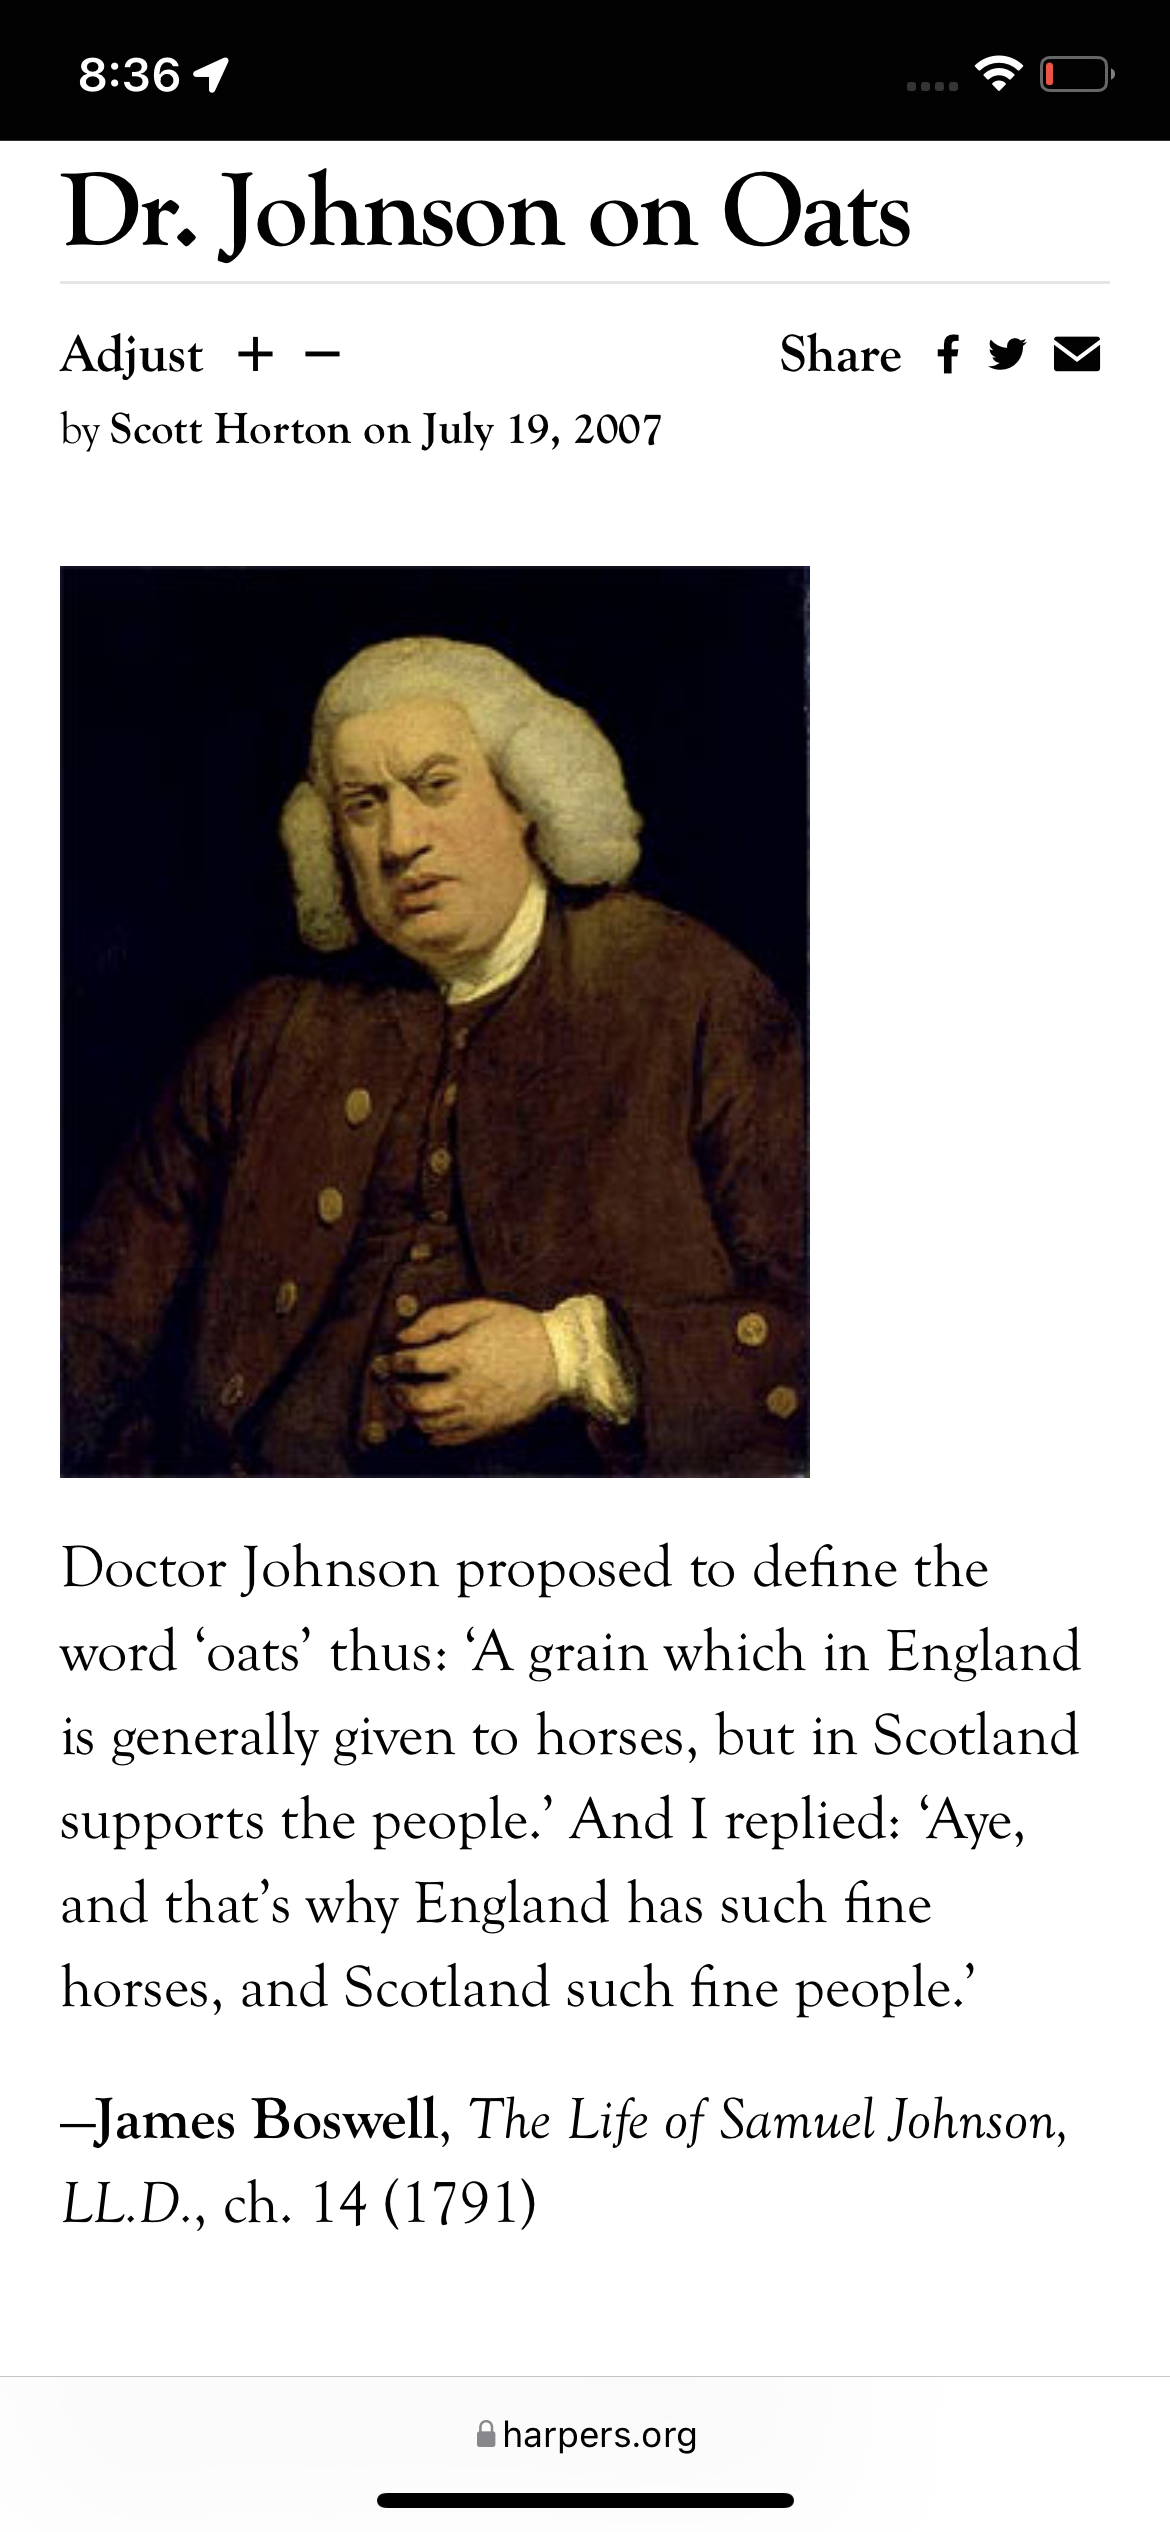 8:36
Dr. Johnson on Oats
Adjust + − Share
by Scott Horton on July 19, 2007
Doctor Johnson proposed to define the
word ‘oats’ thus: ‘A grain which in England
is generally given to horses, but in Scotland
supports the people.’ And I replied: ‘Aye,
and that’s why England has such fine
horses, and Scotland such fine people.’
—James Boswell, The Life of Samuel Johnson,
LL.D., ch. 14 (1791)
harpers.org